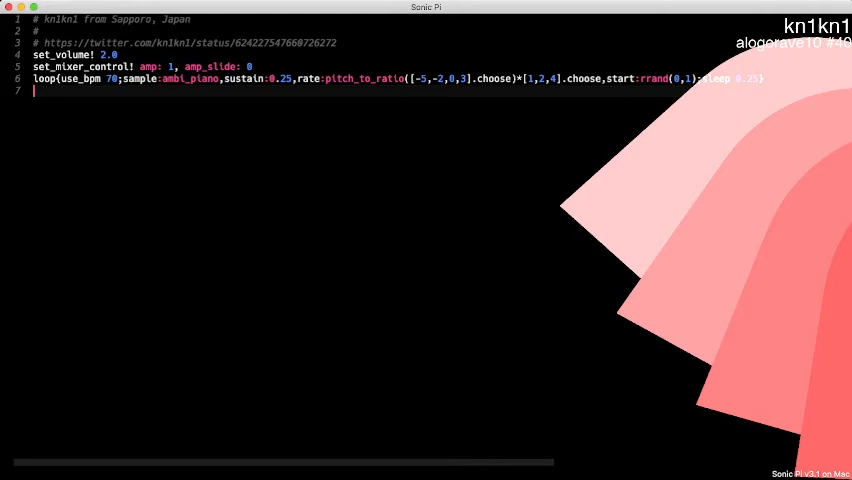 Sonic Pi
kn1kn1
alogorave10 #40
1 # kn1kn1 from Sapporo, Japan
2 #
3 # https://twitter.com/kn1kn1/status/624227547660726272
4 set_volume! 2.0
5 set_mixer_control! amp: 1, amp_slide: 0
6 loop{use_bpm 70;sample:ambi_piano,sustain:0.25,rate:pitch_to_ratio([-5,-2,0,3].choose)*[1,2,4].choose,start:rrand(0,1);sleep 0.25}
7
Sonic Pi v3.1 on Mac